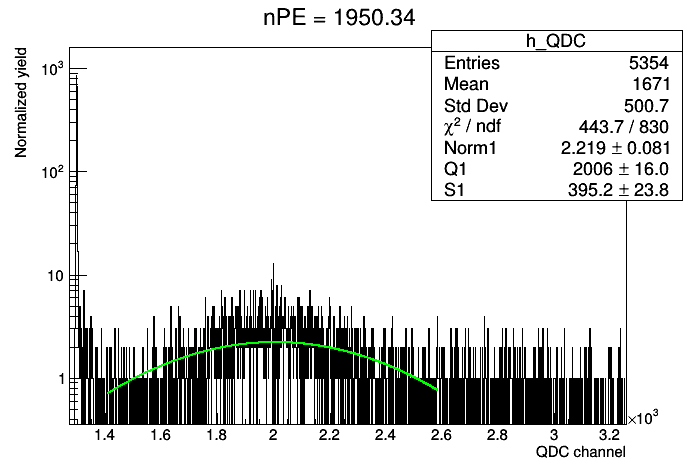 nPE = 1950.34
h_QDC
Entries 5354
Mean 1671
Std Dev 500.7
χ² / ndf 443.7 / 830
Norm1 2.219 ± 0.081
Q1 2006 ± 16.0
S1 395.2 ± 23.8
Normalized yield
10³
10²
10
1
1.4 1.6 1.8 2 2.2 2.4 2.6 2.8 3 3.2
×10³
QDC channel